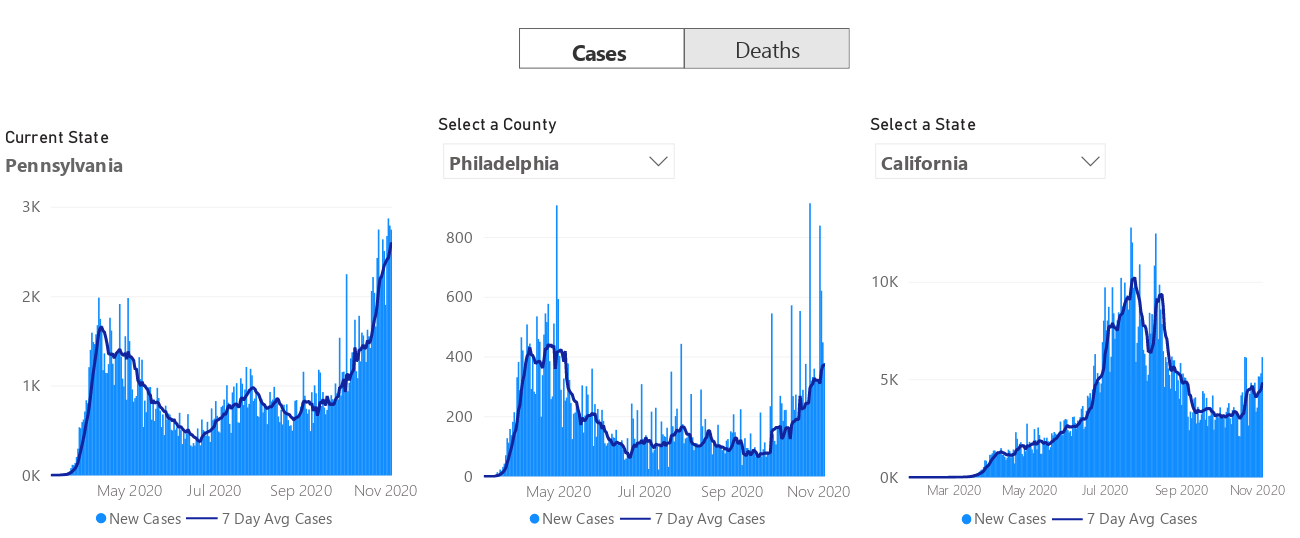 Cases Deaths
Current State
Pennsylvania
3K
2K
1K
0K
May 2020 Jul 2020 Sep 2020 Nov 2020
New Cases 7 Day Avg Cases
Select a County
Philadelphia
800
600
400
200
0
May 2020 Jul 2020 Sep 2020 Nov 2020
New Cases 7 Day Avg Cases
Select a State
California
10K
5K
0K
Mar 2020 May 2020 Jul 2020 Sep 2020 Nov 2020
New Cases 7 Day Avg Cases